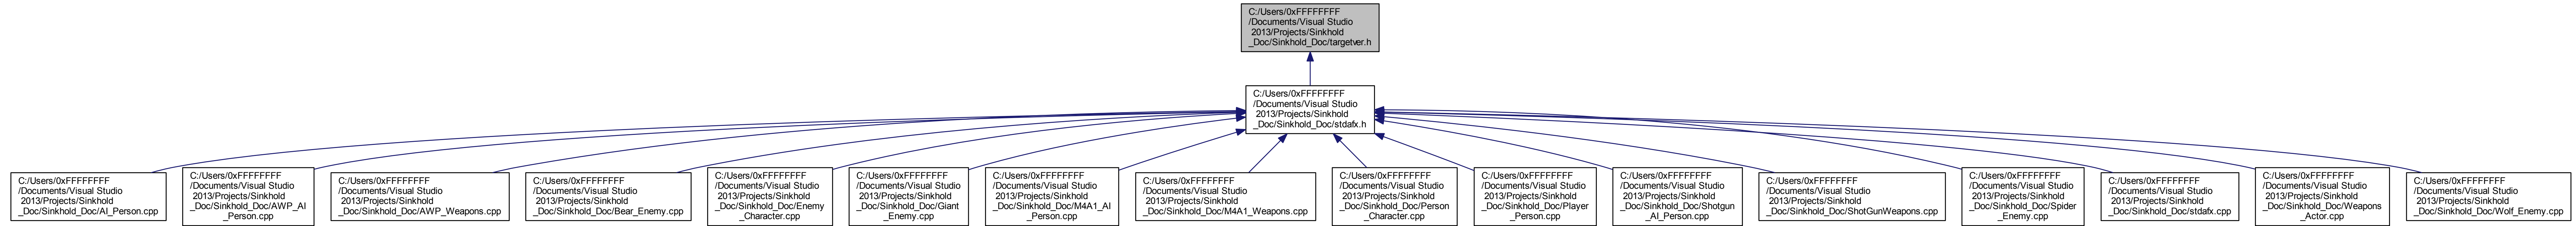 C:/Users/0xFFFFFFFF
/Documents/Visual Studio
2013/Projects/Sinkhold
_Doc/Sinkhold_Doc/targetver.h
C:/Users/0xFFFFFFFF
/Documents/Visual Studio
2013/Projects/Sinkhold
_Doc/Sinkhold_Doc/stdafx.h
C:/Users/0xFFFFFFFF
/Documents/Visual Studio
2013/Projects/Sinkhold
_Doc/Sinkhold_Doc/AI_Person.cpp
C:/Users/0xFFFFFFFF
/Documents/Visual Studio
2013/Projects/Sinkhold
_Doc/Sinkhold_Doc/AWP_AI
_Person.cpp
C:/Users/0xFFFFFFFF
/Documents/Visual Studio
2013/Projects/Sinkhold
_Doc/Sinkhold_Doc/AWP_Weapons.cpp
C:/Users/0xFFFFFFFF
/Documents/Visual Studio
2013/Projects/Sinkhold
_Doc/Sinkhold_Doc/Bear_Enemy.cpp
C:/Users/0xFFFFFFFF
/Documents/Visual Studio
2013/Projects/Sinkhold
_Doc/Sinkhold_Doc/Enemy
_Character.cpp
C:/Users/0xFFFFFFFF
/Documents/Visual Studio
2013/Projects/Sinkhold
_Doc/Sinkhold_Doc/Giant
_Enemy.cpp
C:/Users/0xFFFFFFFF
/Documents/Visual Studio
2013/Projects/Sinkhold
_Doc/Sinkhold_Doc/M4A1_AI
_Person.cpp
C:/Users/0xFFFFFFFF
/Documents/Visual Studio
2013/Projects/Sinkhold
_Doc/Sinkhold_Doc/M4A1_Weapons.cpp
C:/Users/0xFFFFFFFF
/Documents/Visual Studio
2013/Projects/Sinkhold
_Doc/Sinkhold_Doc/Person
_Character.cpp
C:/Users/0xFFFFFFFF
/Documents/Visual Studio
2013/Projects/Sinkhold
_Doc/Sinkhold_Doc/Player
_Person.cpp
C:/Users/0xFFFFFFFF
/Documents/Visual Studio
2013/Projects/Sinkhold
_Doc/Sinkhold_Doc/Shotgun
_AI_Person.cpp
C:/Users/0xFFFFFFFF
/Documents/Visual Studio
2013/Projects/Sinkhold
_Doc/Sinkhold_Doc/ShotGunWeapons.cpp
C:/Users/0xFFFFFFFF
/Documents/Visual Studio
2013/Projects/Sinkhold
_Doc/Sinkhold_Doc/Spider
_Enemy.cpp
C:/Users/0xFFFFFFFF
/Documents/Visual Studio
2013/Projects/Sinkhold
_Doc/Sinkhold_Doc/stdafx.cpp
C:/Users/0xFFFFFFFF
/Documents/Visual Studio
2013/Projects/Sinkhold
_Doc/Sinkhold_Doc/Weapons
_Actor.cpp
C:/Users/0xFFFFFFFF
/Documents/Visual Studio
2013/Projects/Sinkhold
_Doc/Sinkhold_Doc/Wolf_Enemy.cpp